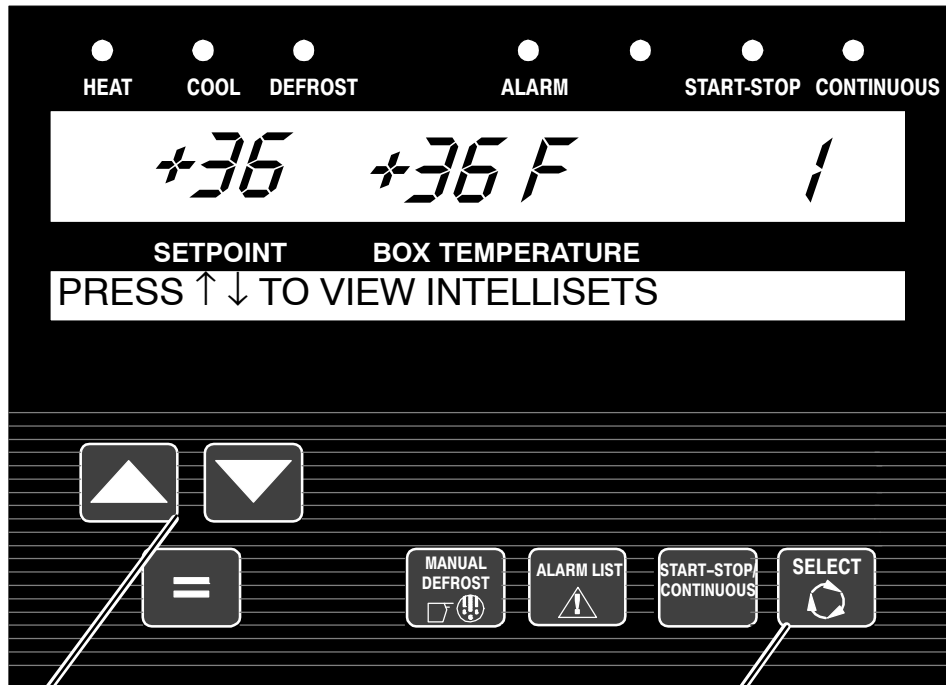 HEAT COOL DEFROST ALARM START-STOP CONTINUOUS
+36 +36 F 1
SETPOINT BOX TEMPERATURE
PRESS ↑↓ TO VIEW INTELLISETS
=
MANUAL
DEFROST
ALARM LIST
START–STOP/
CONTINUOUS
SELECT